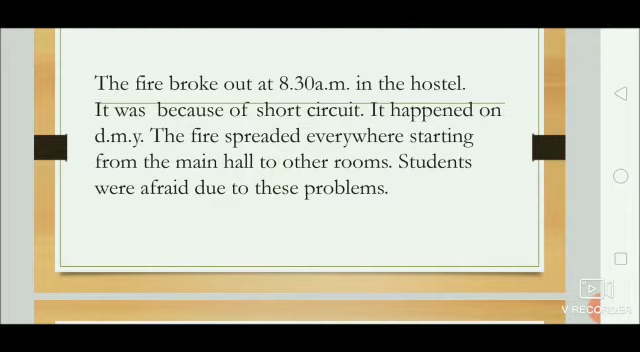 The fire broke out at 8.30a.m. in the hostel.
It was because of short circuit. It happened on
d.m.y. The fire spreaded everywhere starting
from the main hall to other rooms. Students
were afraid due to these problems.
V RECORDER